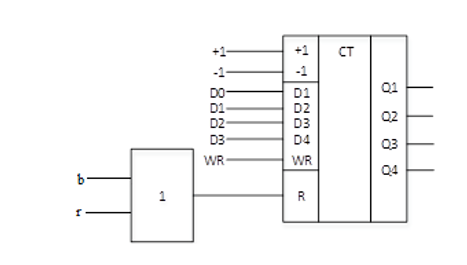 +1 +1 CT
-1 -1
D0 D1 Q1
D1 D2
D2 D3 Q2
D3 D4 Q3
WR WR Q4
b
1 R
r